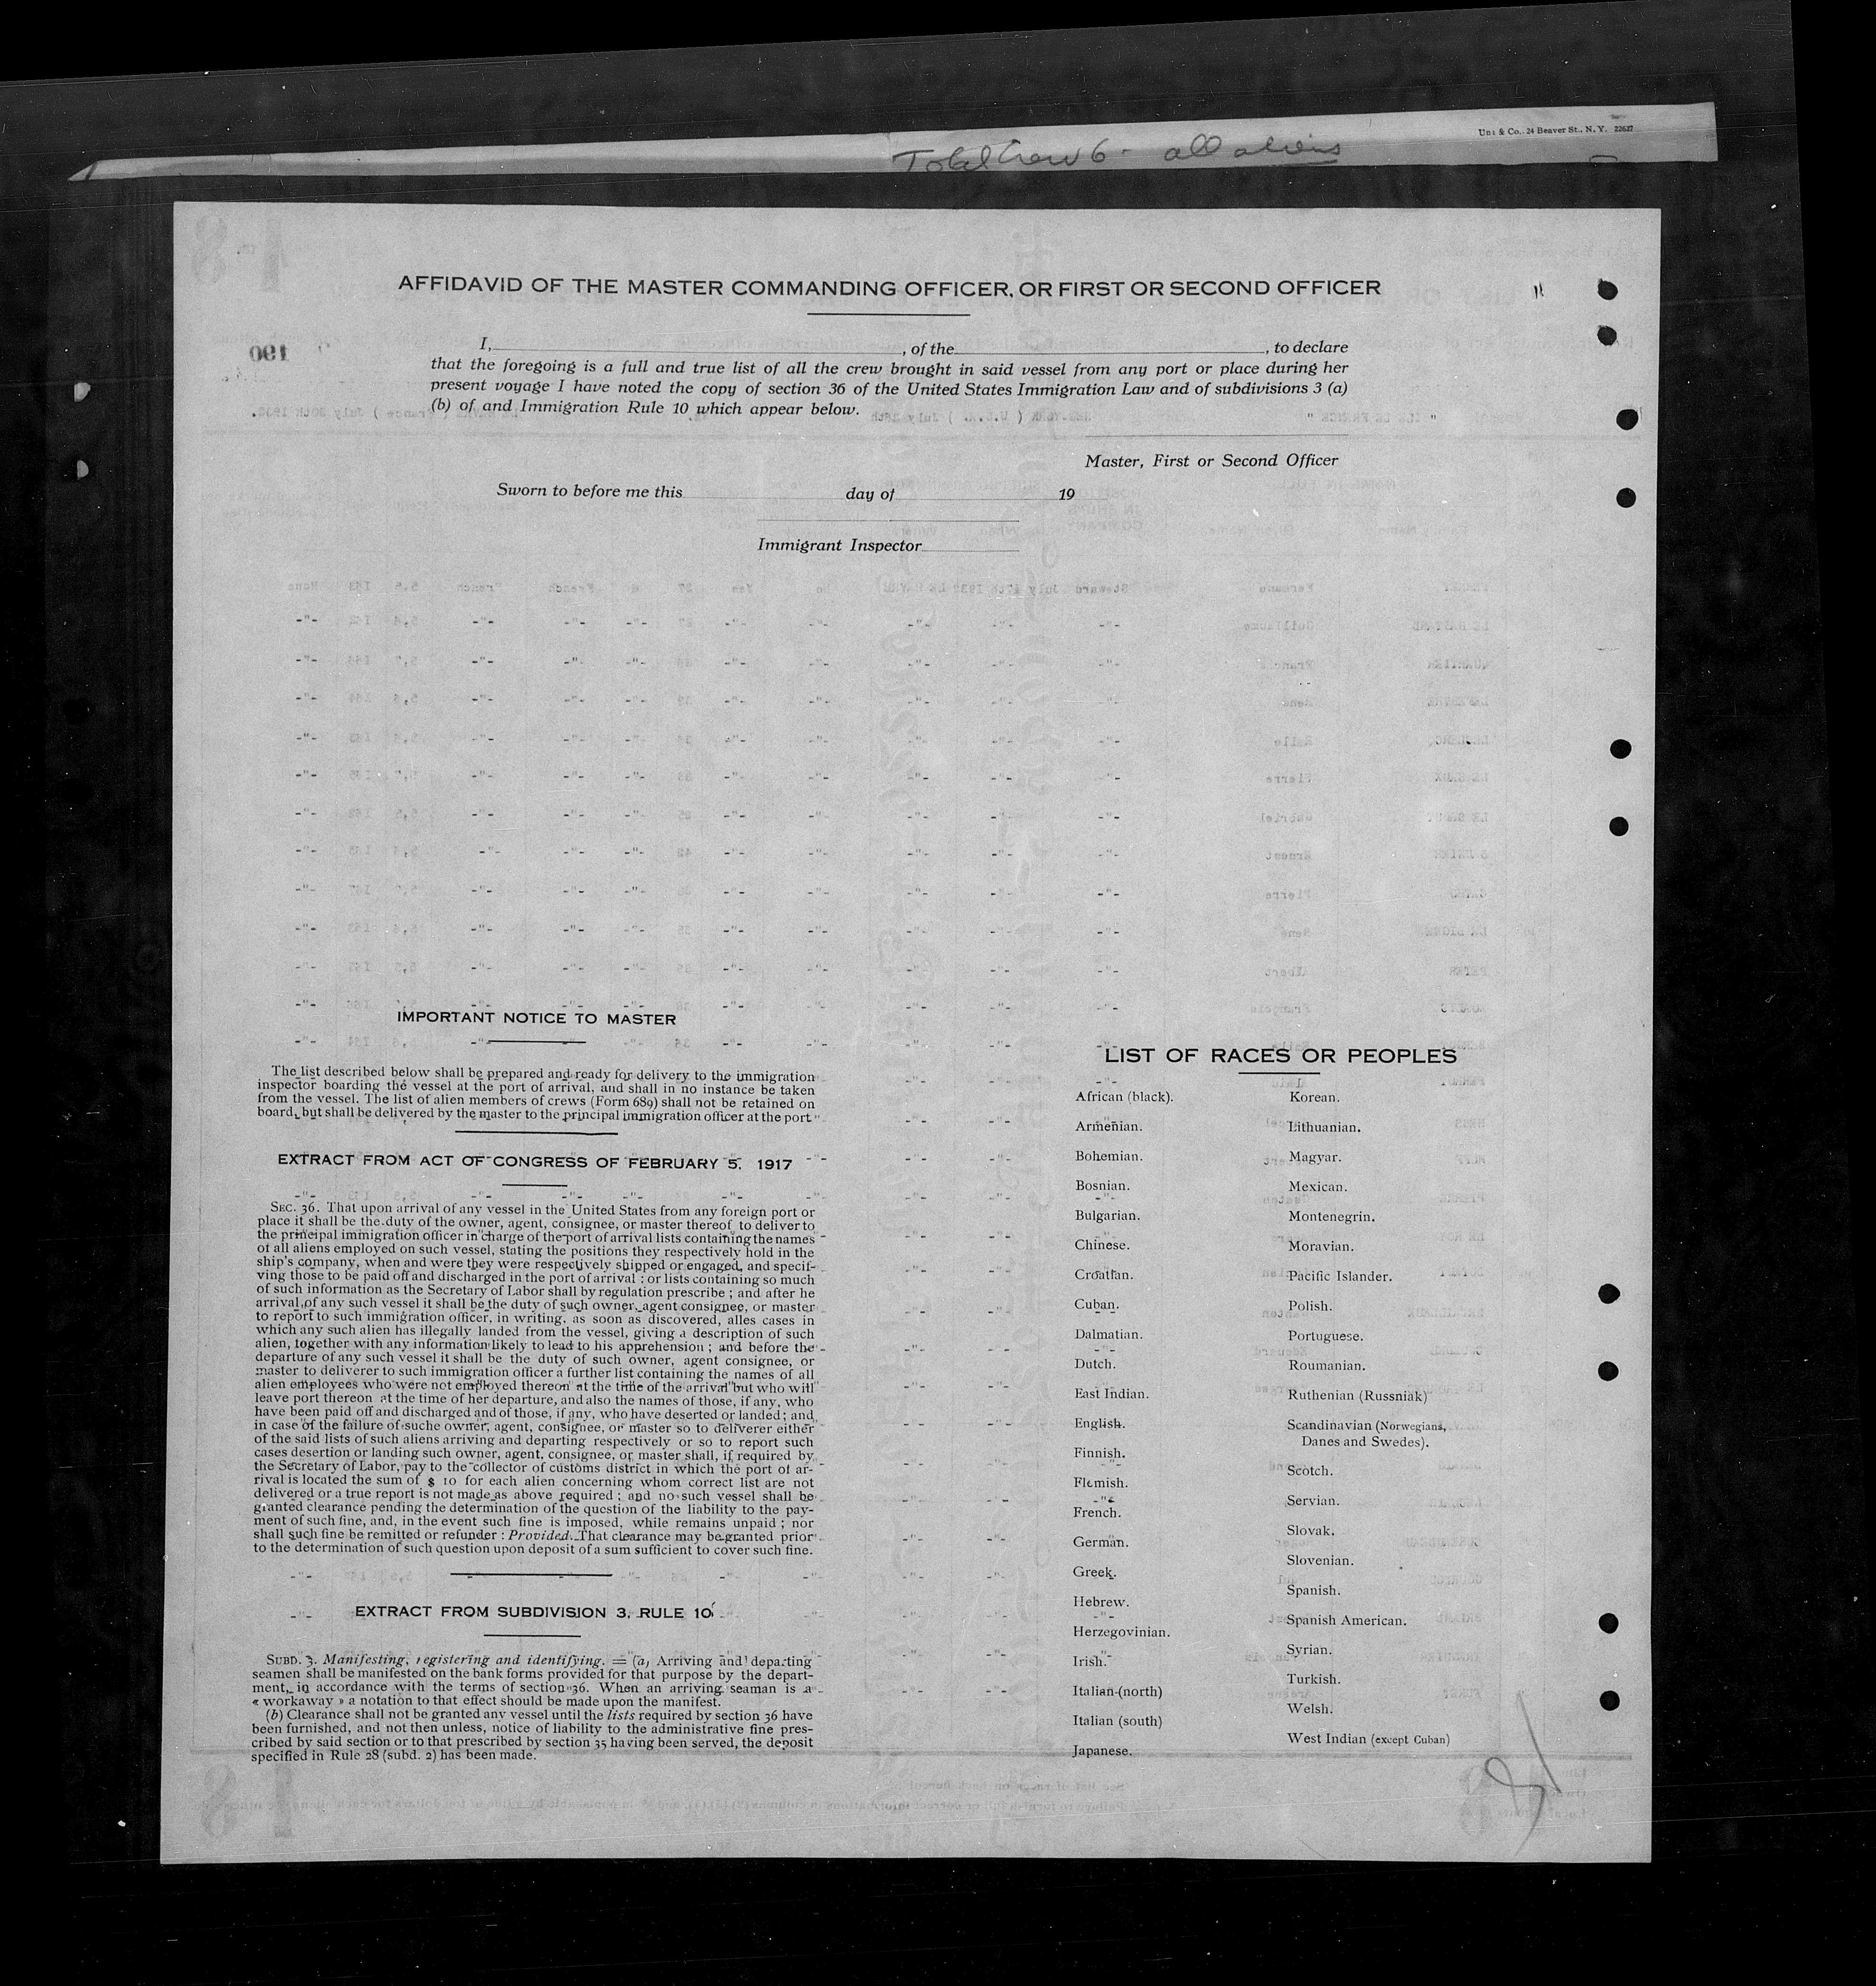 Total Crew 6 - all aliens
Co. 24 Beaver St., N. Y. 22637
AFFIDAVID OF THE MASTER COMMANDING OFFICER, OR FIRST OR SECOND OFFICER
190
I, , of the , to declare
that the foregoing is a full and true list of all the crew brought in said vessel from any port or place during her
present voyage I have noted the copy of section 36 of the United States Immigration Law and of subdivisions 3 (a)
(b) of and Immigration Rule 10 which appear below.
Master, First or Second Officer
Sworn to before me this day of 19
Immigrant Inspector
IMPORTANT NOTICE TO MASTER
The list described below shall be prepared and ready for delivery to the immigration
inspector boarding the vessel at the port of arrival, and shall in no instance be taken
from the vessel. The list of alien members of crews (Form 689) shall not be retained on
board, but shall be delivered by the master to the principal immigration officer at the port
EXTRACT FROM ACT OF CONGRESS OF FEBRUARY 5, 1917
SEC. 36. That upon arrival of any vessel in the United States from any foreign port or
place it shall be the duty of the owner, agent, consignee, or master thereof to deliver to
the principal immigration officer in charge of the port of arrival lists containing the names
of all aliens employed on such vessel, stating the positions they respectively hold in the
ship's company, when and were they were respectively shipped or engaged, and specif-
ving those to be paid off and discharged in the port of arrival ; or lists containing so much
of such information as the Secretary of Labor shall by regulation prescribe ; and after he
arrival of any such vessel it shall be the duty of such owner, agent consignee, or master
to report to such immigration officer, in writing, as soon as discovered, alles cases in
which any such alien has illegally landed from the vessel, giving a description of such
alien, together with any information likely to lead to his apprehension ; and before the
departure of any such vessel it shall be the duty of such owner, agent consignee, or
master to deliverer to such immigration officer a further list containing the names of all
alien employees who were not employed thereon at the time of the arrival but who will
leave port thereon at the time of her departure, and also the names of those, if any, who
have been paid off and discharged and of those, if any, who have deserted or landed ; and
in case of the failure of suche owner, agent, consignee, or master so to deliverer either
of the said lists of such aliens arriving and departing respectively or so to report such
cases desertion or landing such owner, agent, consignee, or master shall, if required by
the Secretary of Labor, pay to the collector of customs district in which the port of ar-
rival is located the sum of $ 10 for each alien concerning whom correct list are not
delivered or a true report is not made as above required ; and no such vessel shall be
granted clearance pending the determination of the question of the liability to the pay-
ment of such fine, and, in the event such fine is imposed, while remains unpaid ; nor
shall such fine be remitted or refunder : Provided. That clearance may be granted prior
to the determination of such question upon deposit of a sum sufficient to cover such fine.
EXTRACT FROM SUBDIVISION 3. RULE 10
SUBD. 3. Manifesting, registering and identifying. = (a) Arriving and departing
seamen shall be manifested on the bank forms provided for that purpose by the depart-
ment, in accordance with the terms of section 36. When an arriving seaman is a
« workaway » a notation to that effect should be made upon the manifest.
(b) Clearance shall not be granted any vessel until the lists required by section 36 have
been furnished, and not then unless, notice of liability to the administrative fine pres-
cribed by said section or to that prescribed by section 35 having been served, the deposit
specified in Rule 28 (subd. 2) has been made.
LIST OF RACES OR PEOPLES
African (black).
Armenian.
Bohemian.
Bosnian.
Bulgarian.
Chinese.
Croatian.
Cuban.
Dalmatian.
Dutch.
East Indian.
English.
Finnish.
Flemish.
French.
German.
Greek.
Hebrew.
Herzegovinian.
Irish.
Italian (north)
Italian (south)
Japanese.
Korean.
Lithuanian.
Magyar.
Mexican.
Montenegrin.
Moravian.
Pacific Islander.
Polish.
Portuguese.
Roumanian.
Ruthenian (Russniak)
Scandinavian (Norwegians,
Danes and Swedes).
Scotch.
Servian.
Slovak.
Slovenian.
Spanish.
Spanish American.
Syrian.
Turkish.
Welsh.
West Indian (except Cuban)